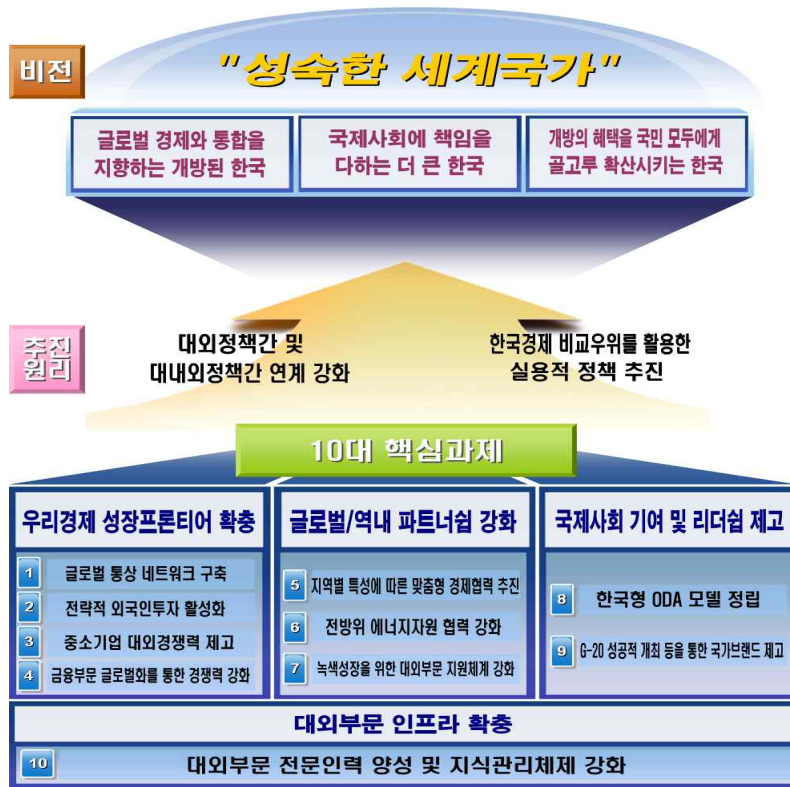 비전
"성숙한 세계국가"
글로벌 경제와 통합을
지향하는 개방된 한국
국제사회에 책임을
다하는 더 큰 한국
개방의 혜택을 국민 모두에게
골고루 확산시키는 한국
추진
원리
대외정책간 및
대내외정책간 연계 강화
한국경제 비교우위를 활용한
실용적 정책 추진
10대 핵심과제
우리경제 성장프론티어 확충
1 글로벌 통상 네트워크 구축
2 전략적 외국인투자 활성화
3 중소기업 대외경쟁력 제고
4 금융부문 글로벌화를 통한 경쟁력 강화
글로벌/역내 파트너쉽 강화
5 지역별 특성에 따른 맞춤형 경제협력 추진
6 전방위 에너지자원 협력 강화
7 녹색성장을 위한 대외부문 지원체계 강화
국제사회 기여 및 리더쉽 제고
8 한국형 ODA 모델 정립
9 G-20 성공적 개최 등을 통한 국가브랜드 제고
대외부문 인프라 확충
10 대외부문 전문인력 양성 및 지식관리체제 강화